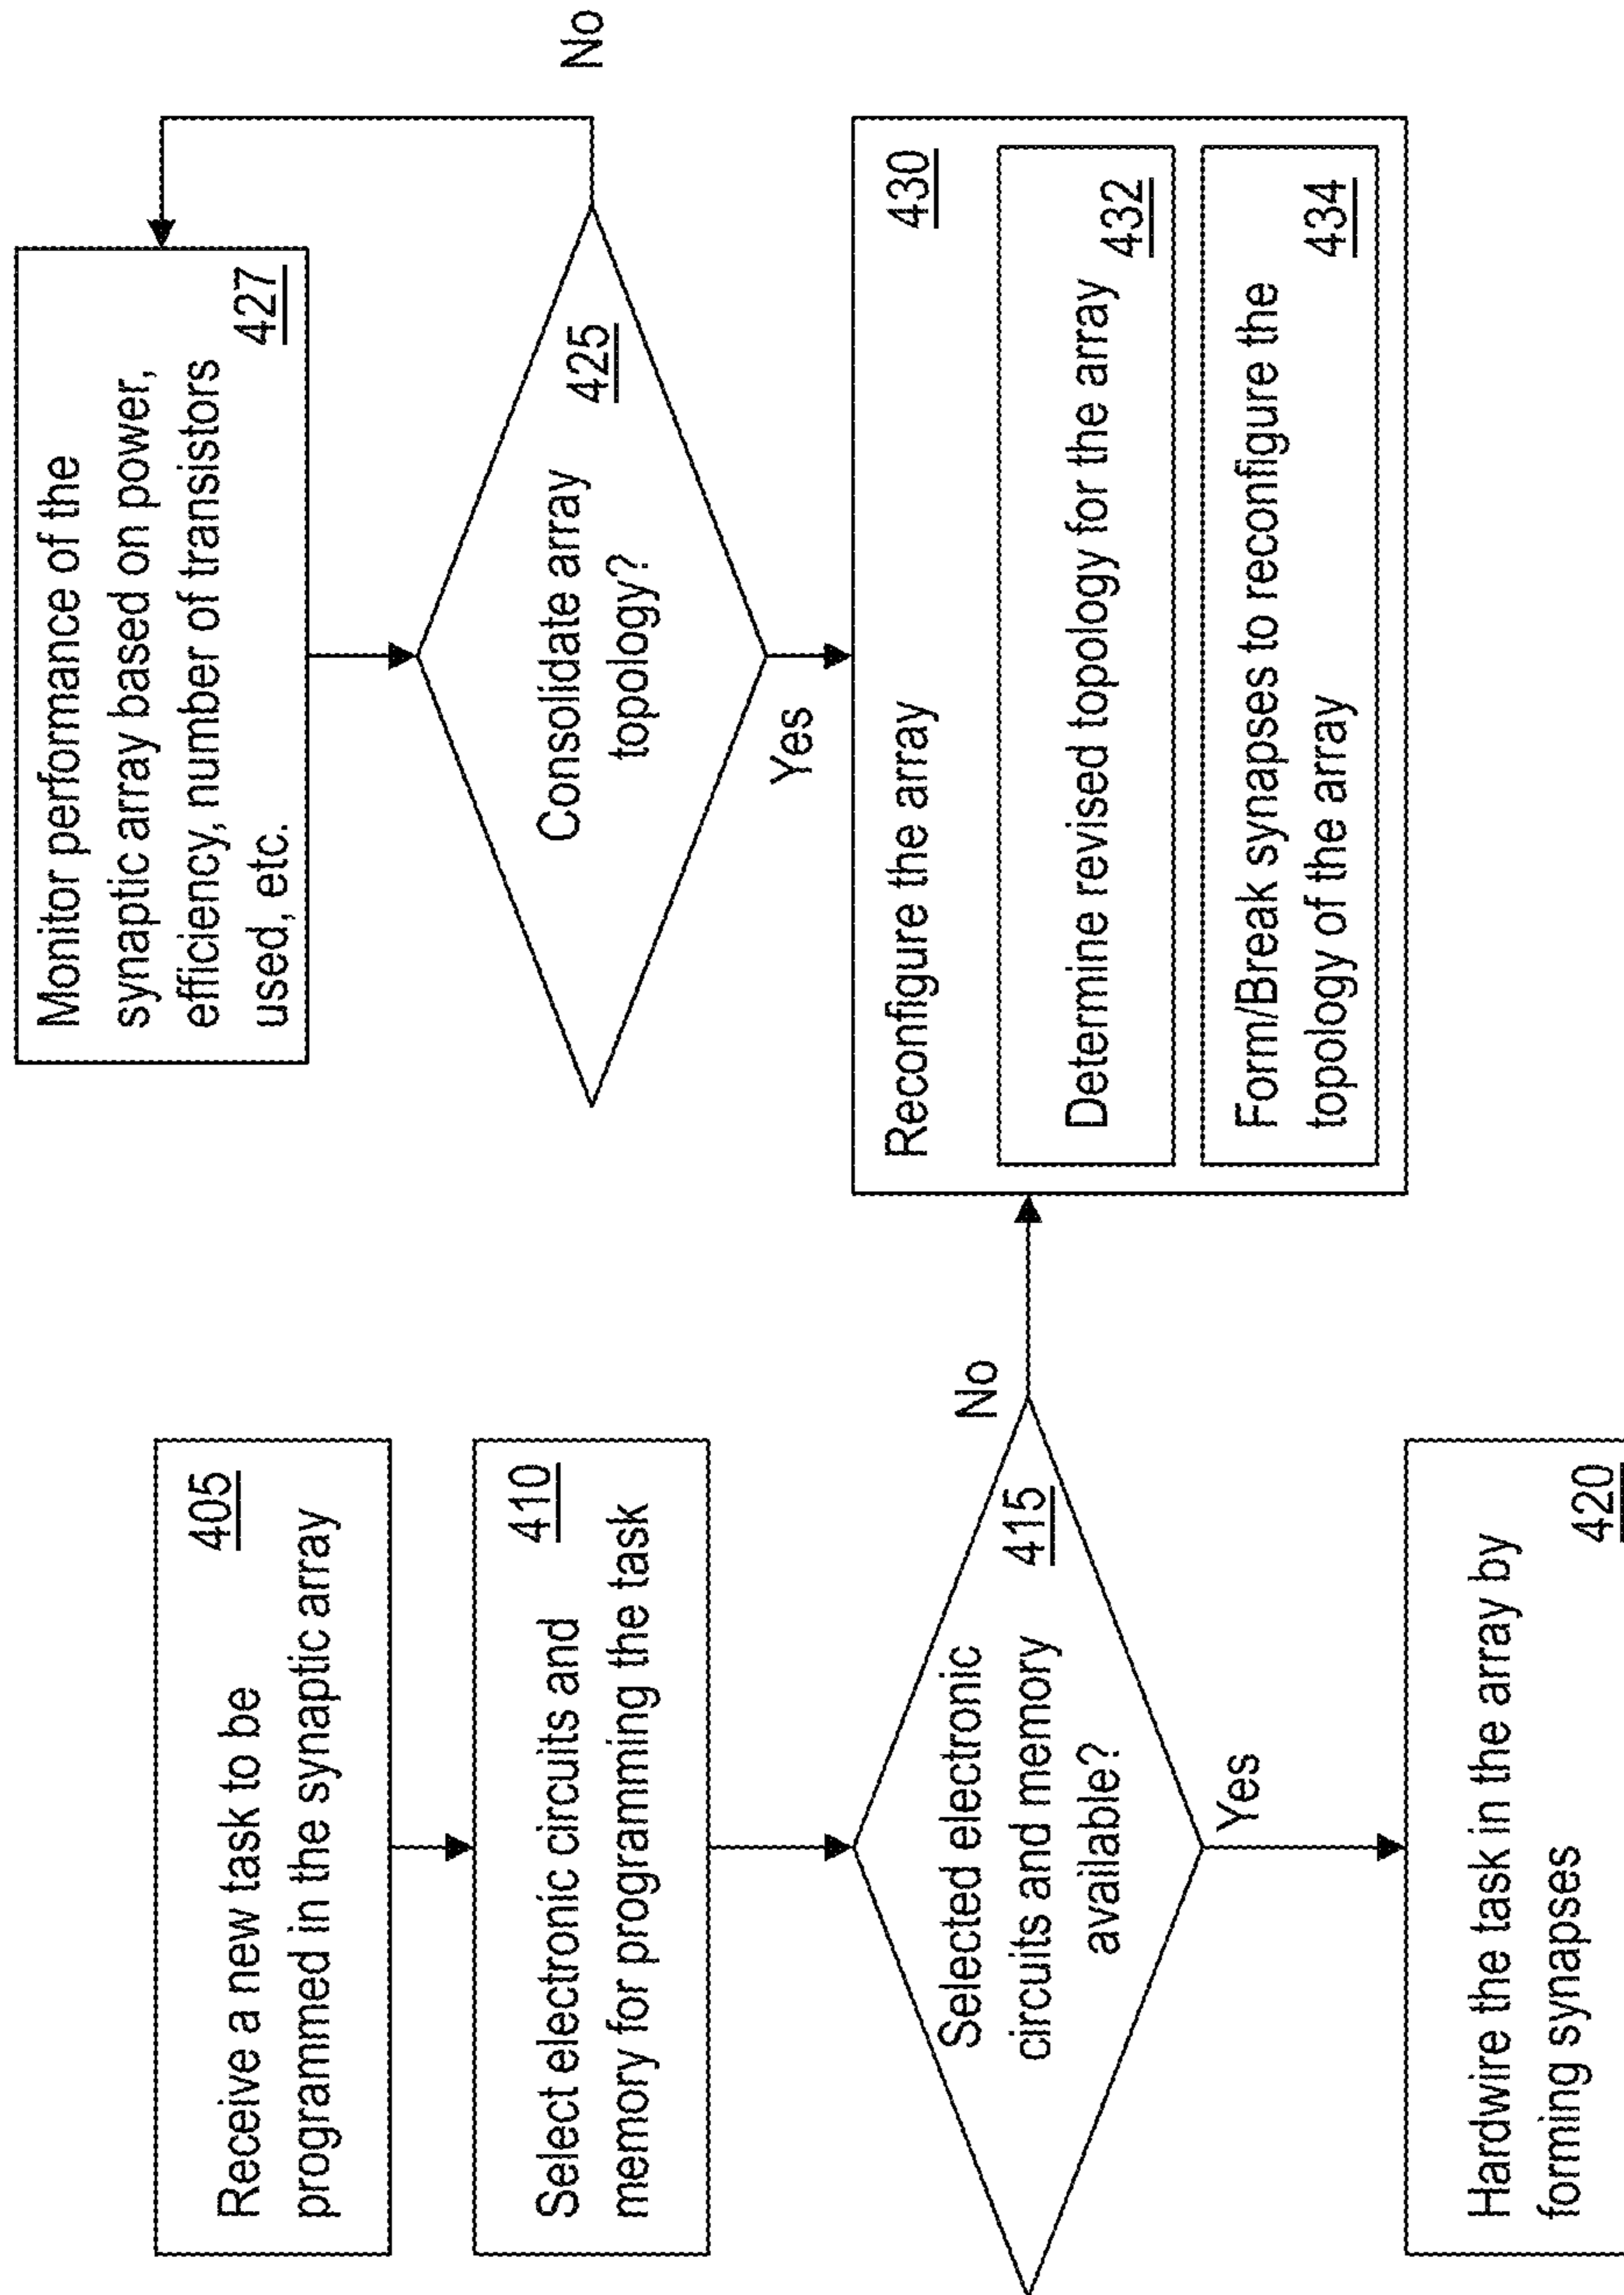 Receive a new task to be
programmed in the synaptic array
405
Select electronic circuits and
memory for programming the task
410
Selected electronic
circuits and memory
available?
415
No
Yes
Hardwire the task in the array by
forming synapses
420
Monitor performance of the
synaptic array based on power,
efficiency, number of transistors
used, etc.
427
Consolidate array
topology?
425
No
Yes
Reconfigure the array
430
Determine revised topology for the array
432
Form/Break synapses to reconfigure the
topology of the array
434